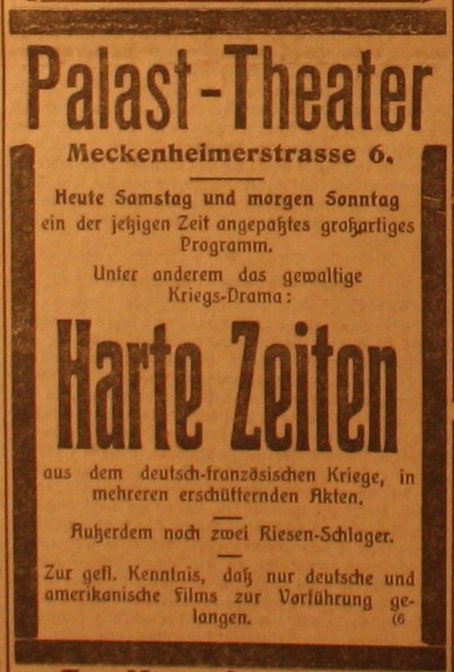 Palast-Theater
Meckenheimerstrasse 6.
Heute Samstag und morgen Sonntag
ein der jetzigen Zeit angepaßtes großartiges
Programm.
Unter anderem das gewaltige
Kriegs-Drama:
Harte Zeiten
aus dem deutsch-französischen Kriege, in
mehreren erschütternden Akten.
Außerdem noch zwei Riesen-Schlager.
Zur gefl. Kenntnis, daß nur deutsche und
amerikanische Films zur Vorführung ge-
langen. (6